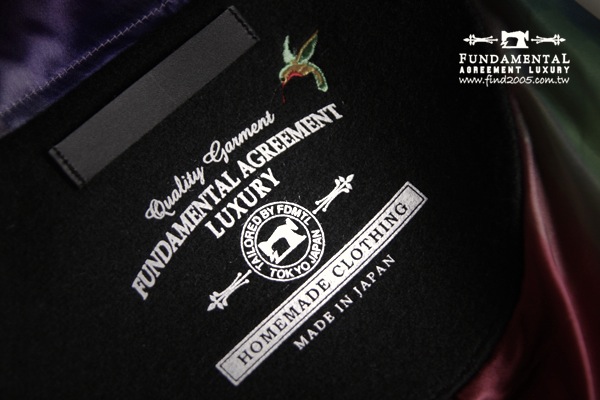 FUNDAMENTAL
AGREEMENT LUXURY
www.find2005.com.tw
Quality Garment
FUNDAMENTAL AGREEMENT
LUXURY
TAILORED BY FDMTL
TOKYO JAPAN
HOMEMADE CLOTHING
MADE IN JAPAN